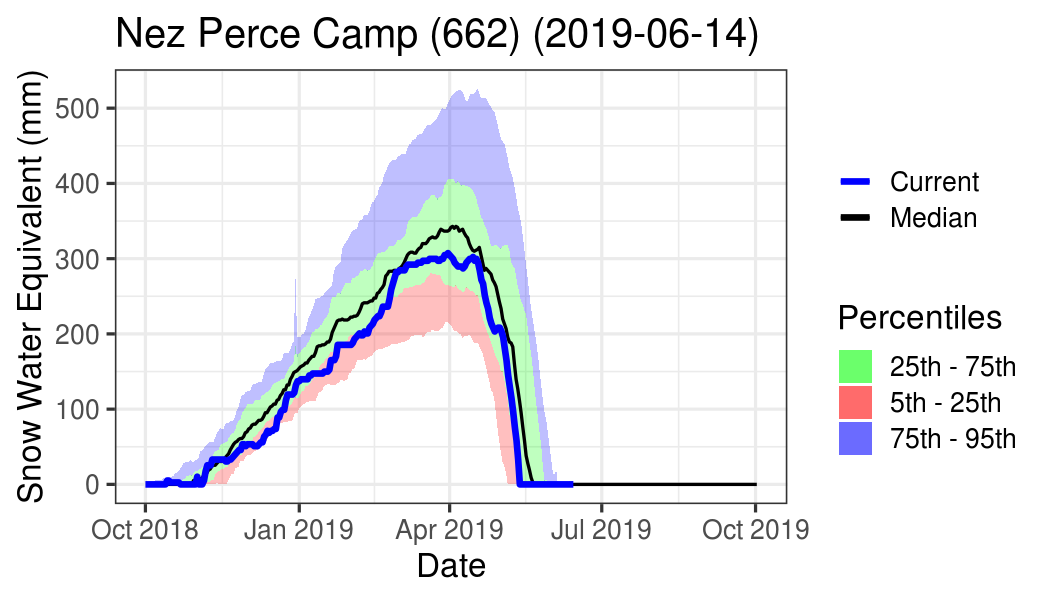 Nez Perce Camp (662) (2019-06-14)
Snow Water Equivalent (mm)
500
400
300
200
100
0
Oct 2018
Jan 2019
Apr 2019
Jul 2019
Oct 2019
Date
Current
Median
Percentiles
25th - 75th
5th - 25th
75th - 95th